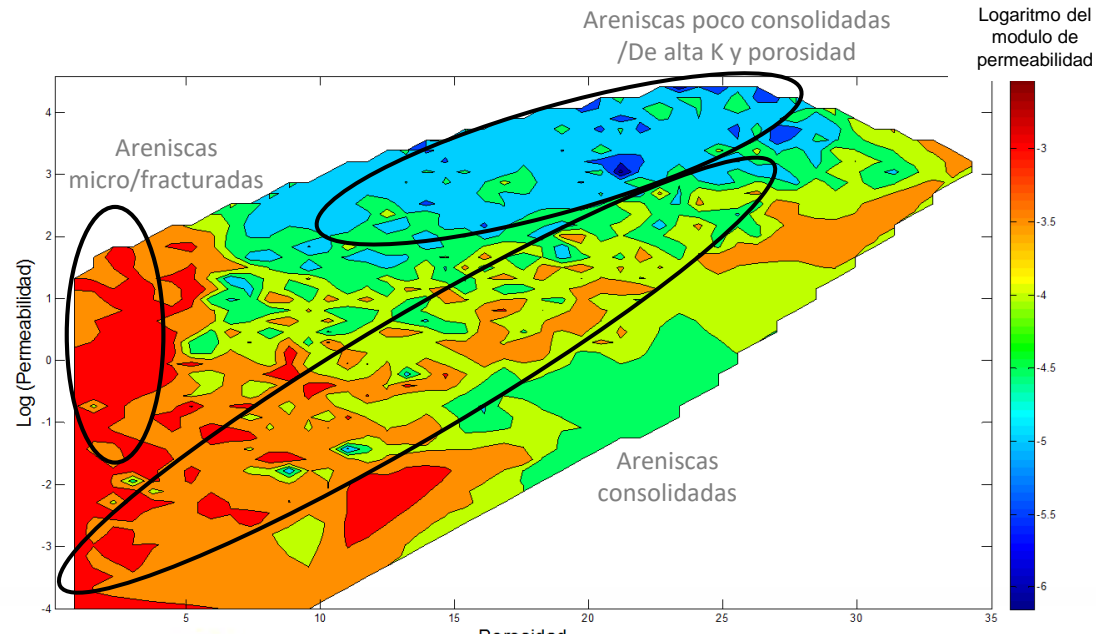 Areniscas poco consolidadas
/De alta K y porosidad
Logaritmo del
modulo de
permeabilidad
Areniscas
micro/fracturadas
Areniscas
consolidadas
Log (Permeabilidad)
4
3
2
1
0
-1
-2
-3
-4
5
10
15
20
25
30
35
Porosidad
-3
-3.5
-4
-4.5
-5
-5.5
-6